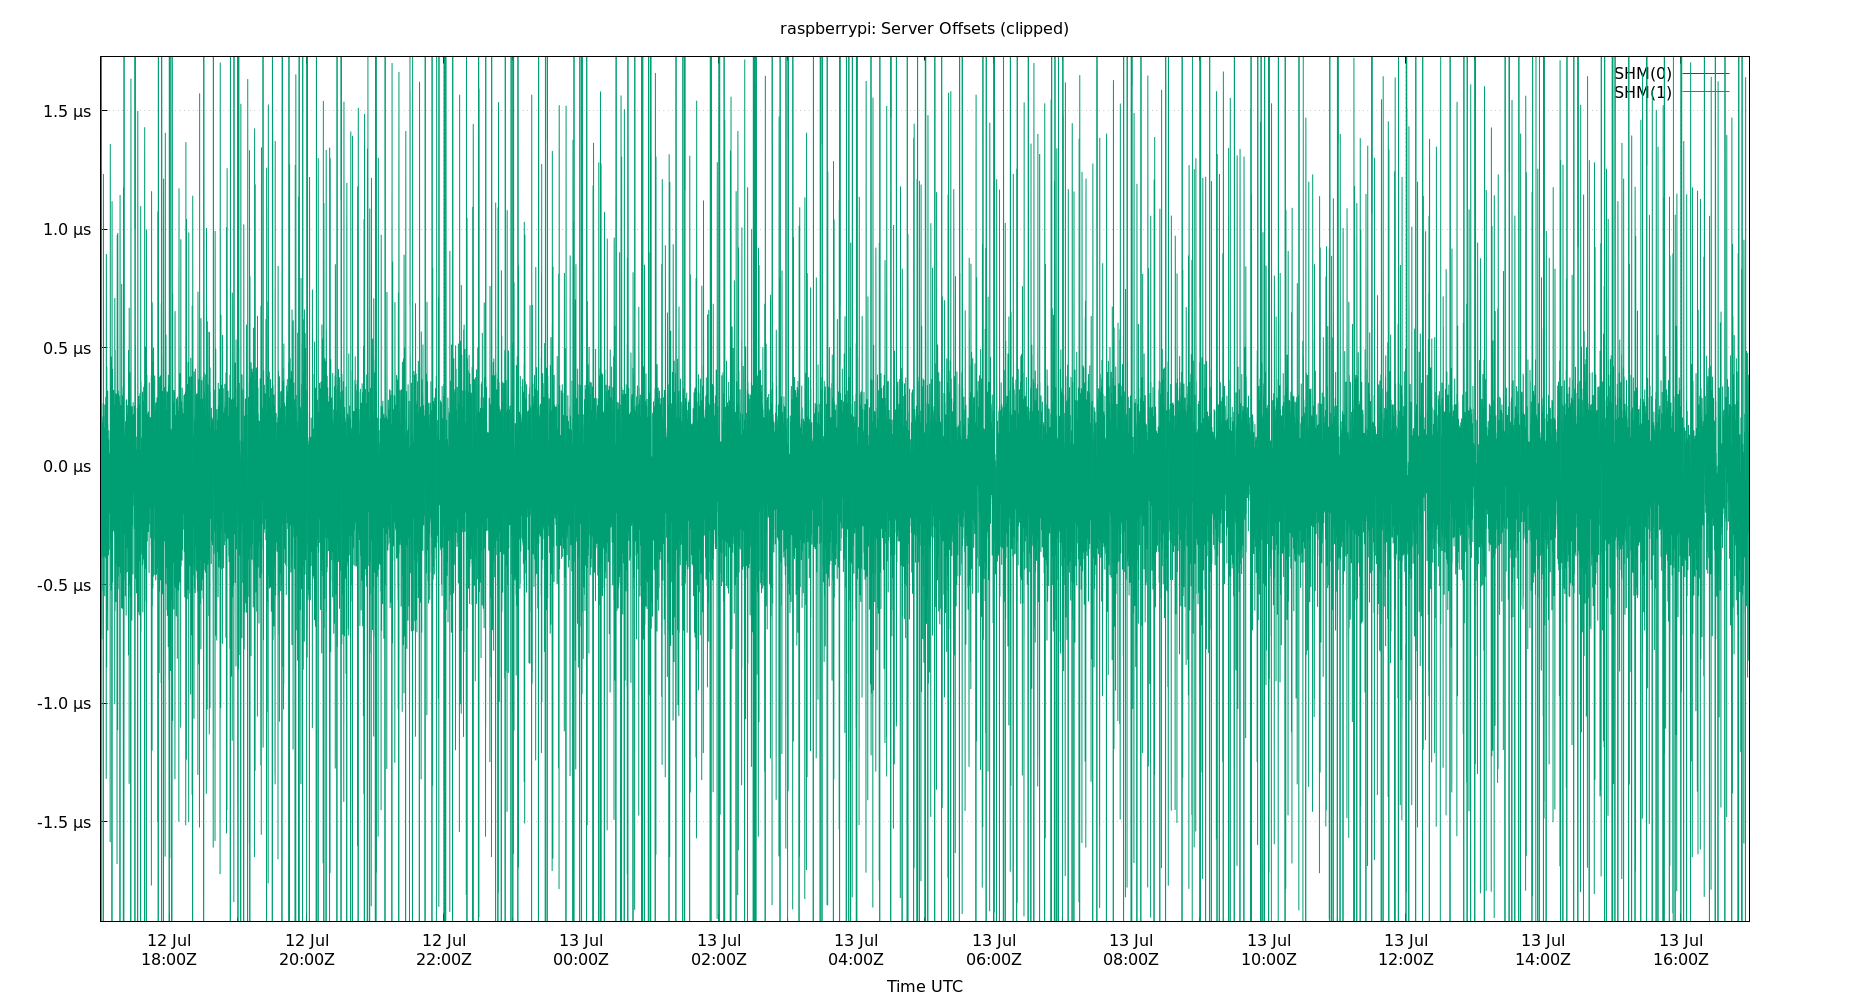 raspberrypi: Server Offsets (clipped)
SHM(0)
SHM(1)
1.5 µs
1.0 µs
0.5 µs
0.0 µs
-0.5 µs
-1.0 µs
-1.5 µs
12 Jul 12 Jul 12 Jul 13 Jul 13 Jul 13 Jul 13 Jul 13 Jul 13 Jul 13 Jul 13 Jul 13 Jul
18:00Z 20:00Z 22:00Z 00:00Z 02:00Z 04:00Z 06:00Z 08:00Z 10:00Z 12:00Z 14:00Z 16:00Z
Time UTC